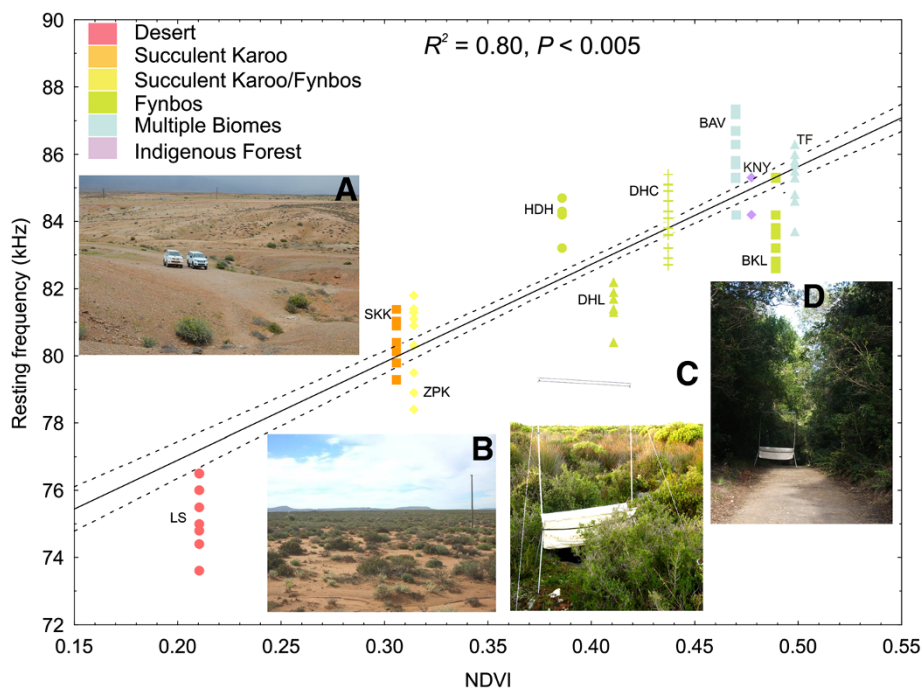 90
89
88
86
84
82
80
78
76
74
72
Resting frequency (kHz)
Desert
Succulent Karoo
Succulent Karoo/Fynbos
Fynbos
Multiple Biomes
Indigenous Forest
R² = 0.80, P < 0.005
A
B
C
D
LS
SKK
ZPK
HDH
DHL
DHC
BAV
KNY
TF
BKL
0.15 0.20 0.25 0.30 0.35 0.40 0.45 0.50 0.55
NDVI